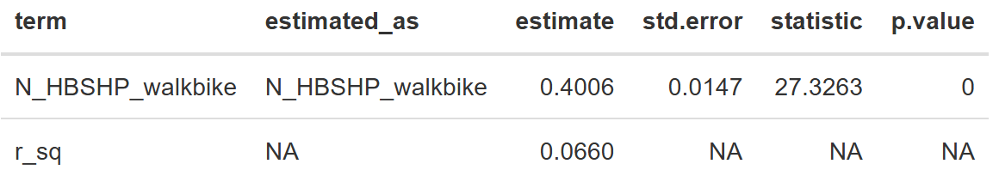 term estimated_as estimate std.error statistic p.value
N_HBSHP_walkbike N_HBSHP_walkbike 0.4006 0.0147 27.3263 0
r_sq NA 0.0660 NA NA NA